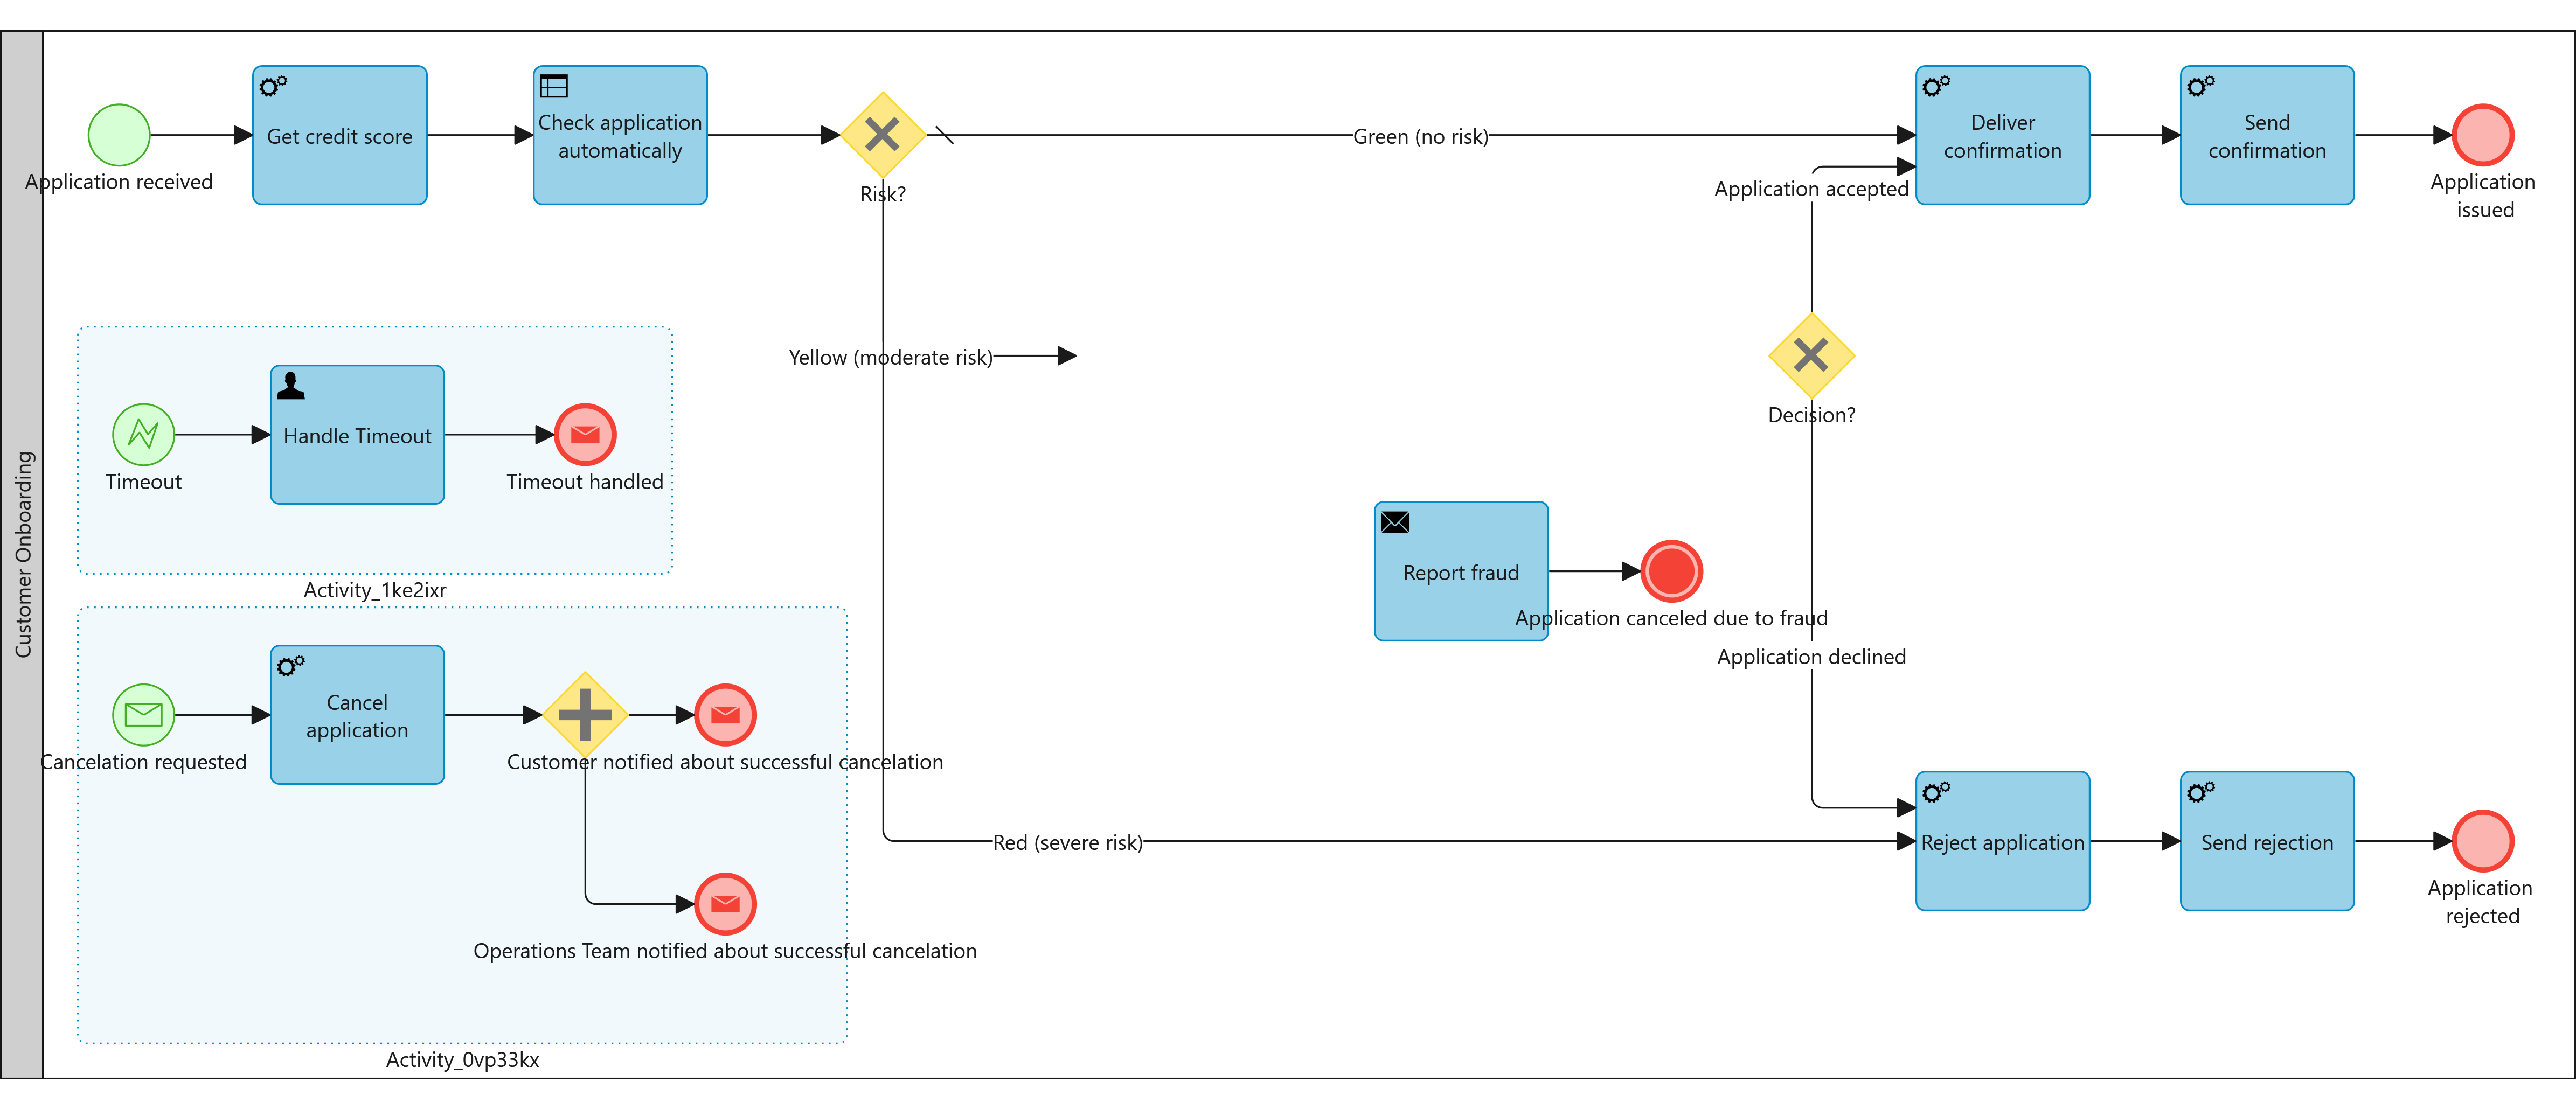 Customer Onboarding
Application received
Get credit score
Check application
automatically
Risk?
Green (no risk)
Application accepted
Deliver
confirmation
Send
confirmation
Application
issued
Yellow (moderate risk)
Decision?
Timeout
Handle Timeout
Timeout handled
Activity_1ke2ixr
Report fraud
Application canceled due to fraud
Application declined
Cancelation requested
Cancel
application
Customer notified about successful cancelation
Operations Team notified about successful cancelation
Activity_0vp33kx
Red (severe risk)
Reject application
Send rejection
Application
rejected